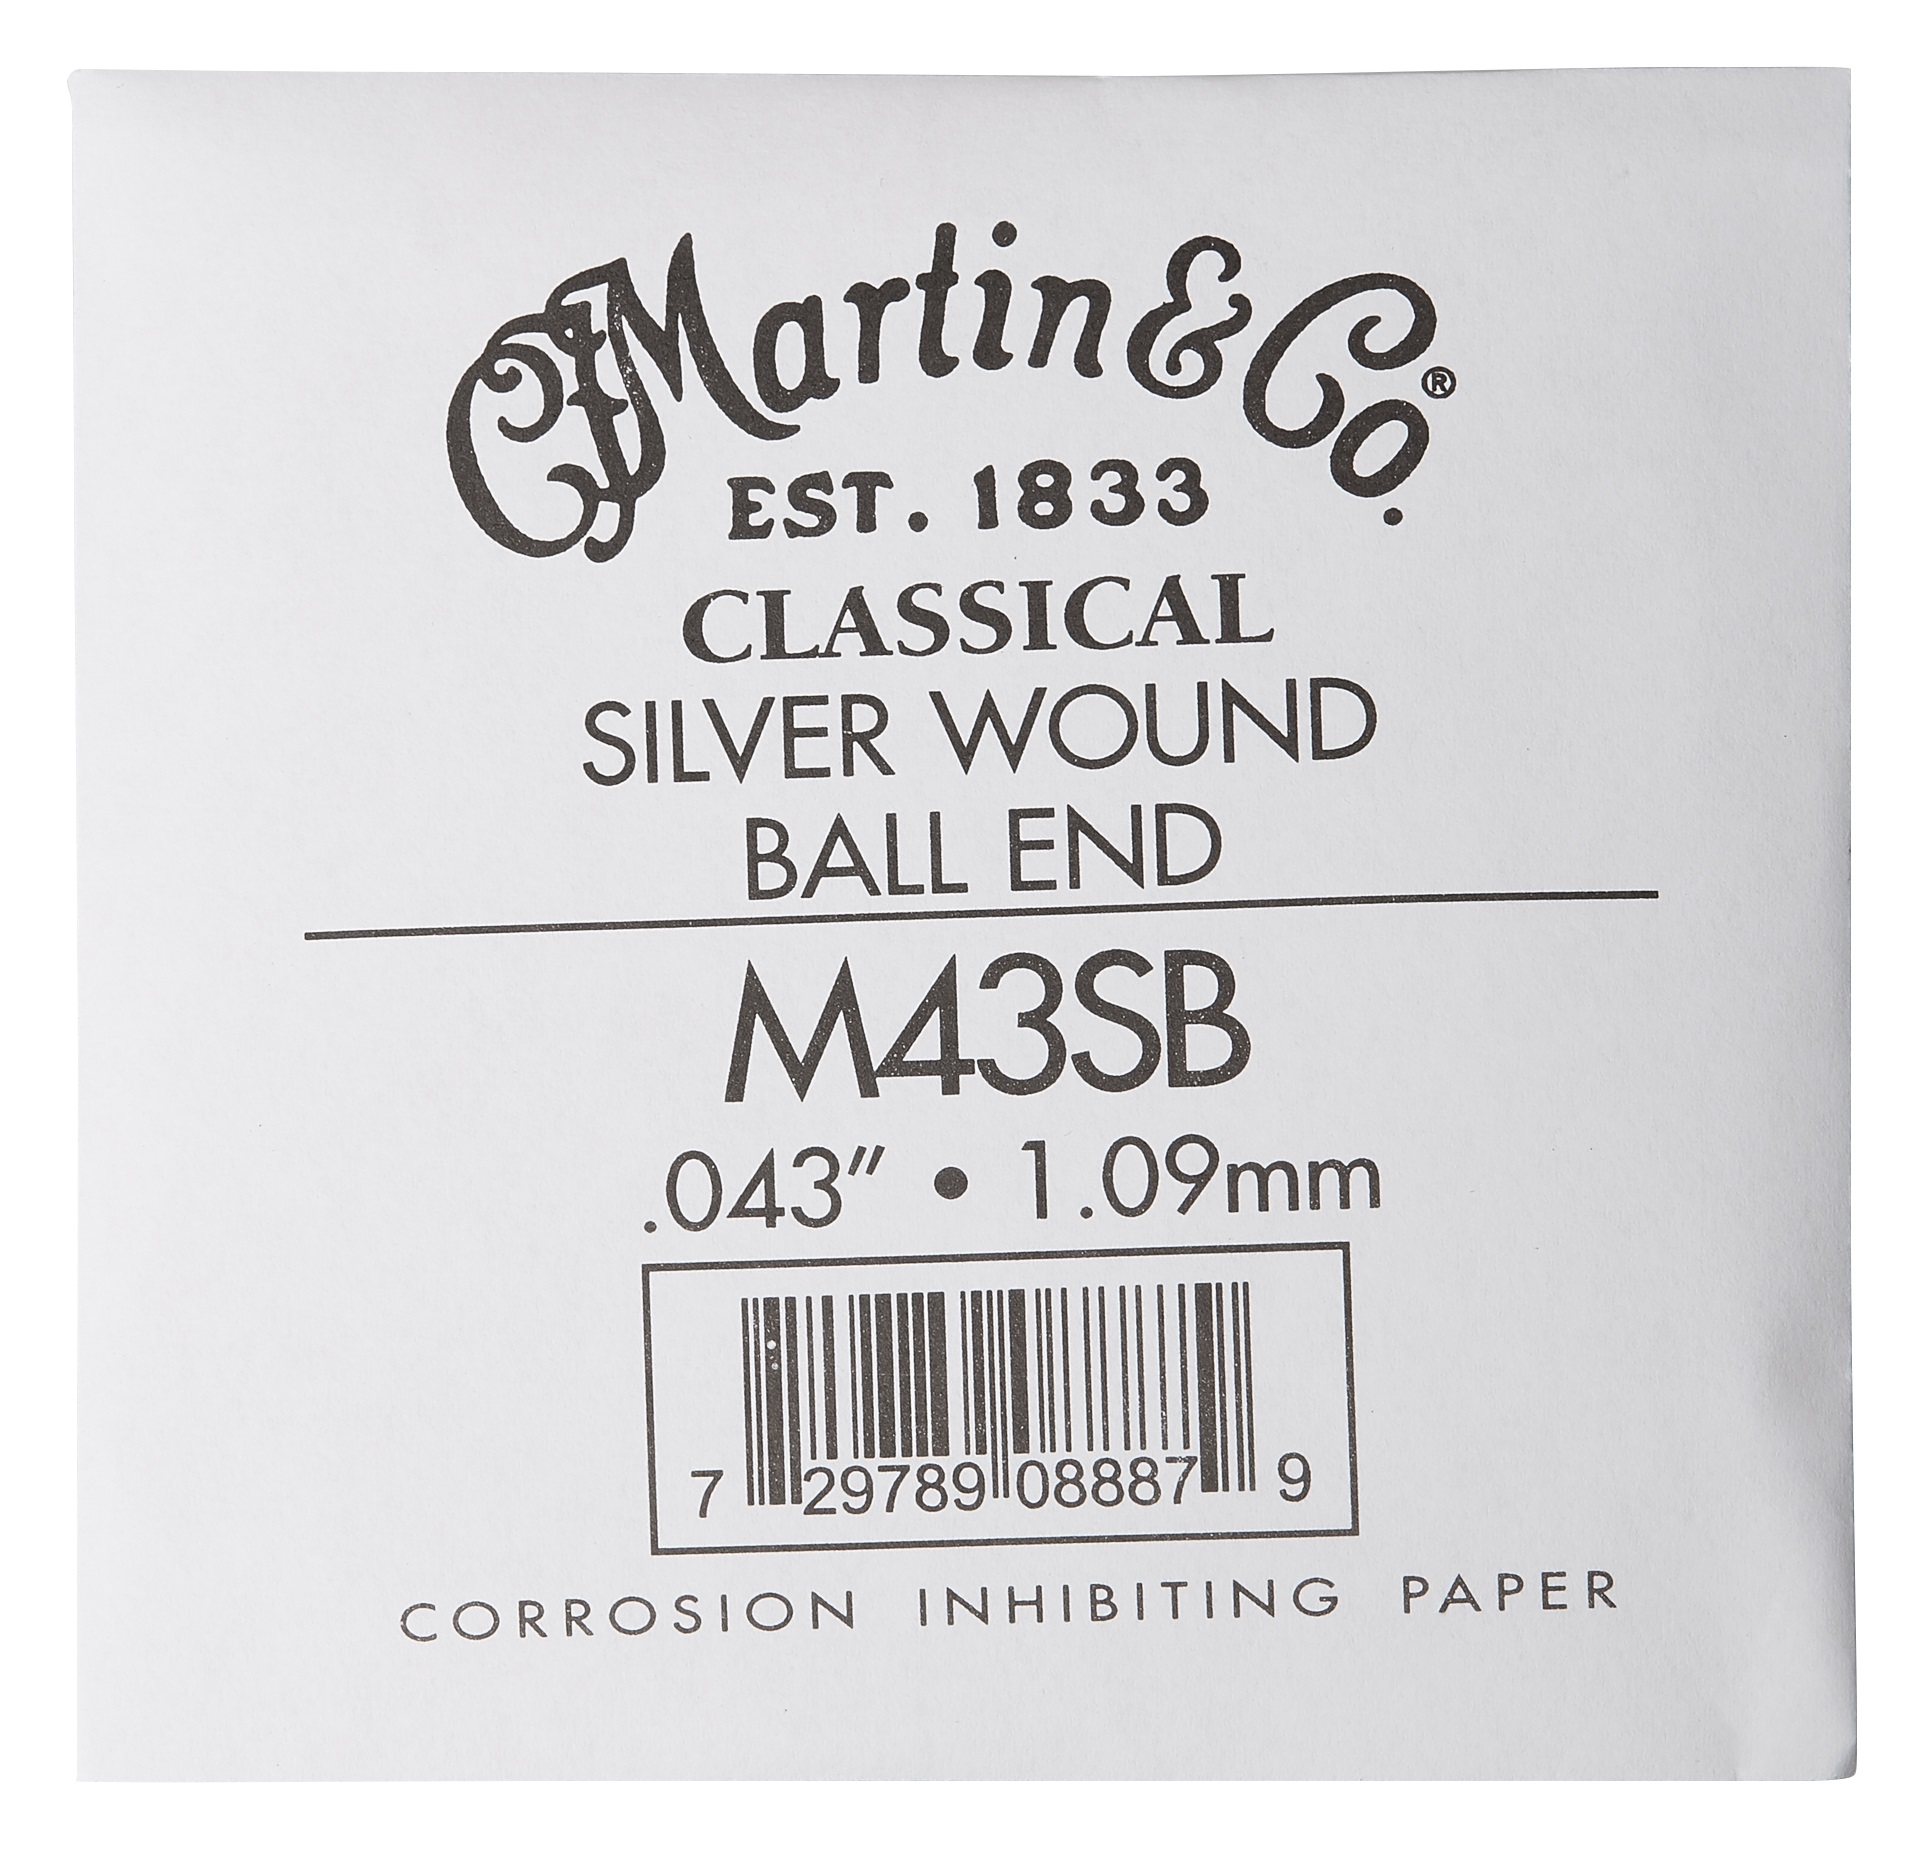 CFMartin & Co.®
EST. 1833
CLASSICAL
SILVER WOUND
BALL END
M43SB
.043” • 1.09mm
7 29789 08887 9
CORROSION INHIBITING PAPER